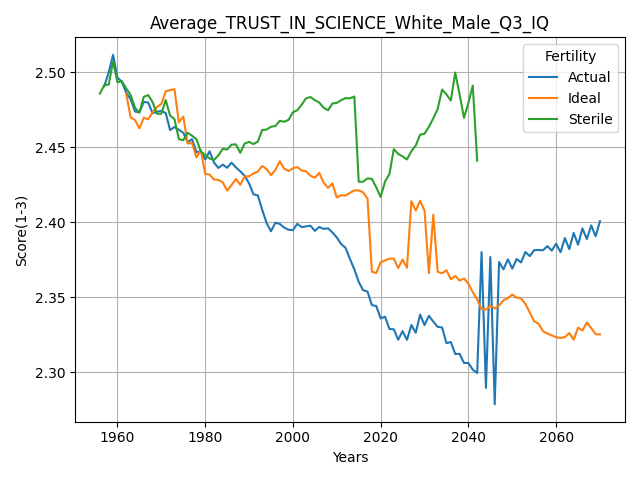 Average_TRUST_IN_SCIENCE_White_Male_Q3_IQ
Fertility
Actual
Ideal
Sterile
Score(1-3)
2.50
2.45
2.40
2.35
2.30
1960 1980 2000 2020 2040 2060
Years